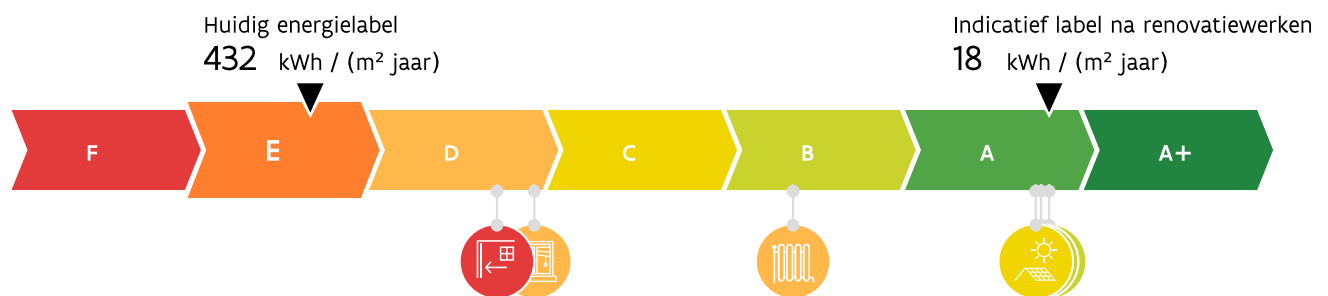 Huidig energielabel
432 kWh / (m² jaar)
Indicatief label na renovatiewerken
18 kWh / (m² jaar)
F E D C B A A+